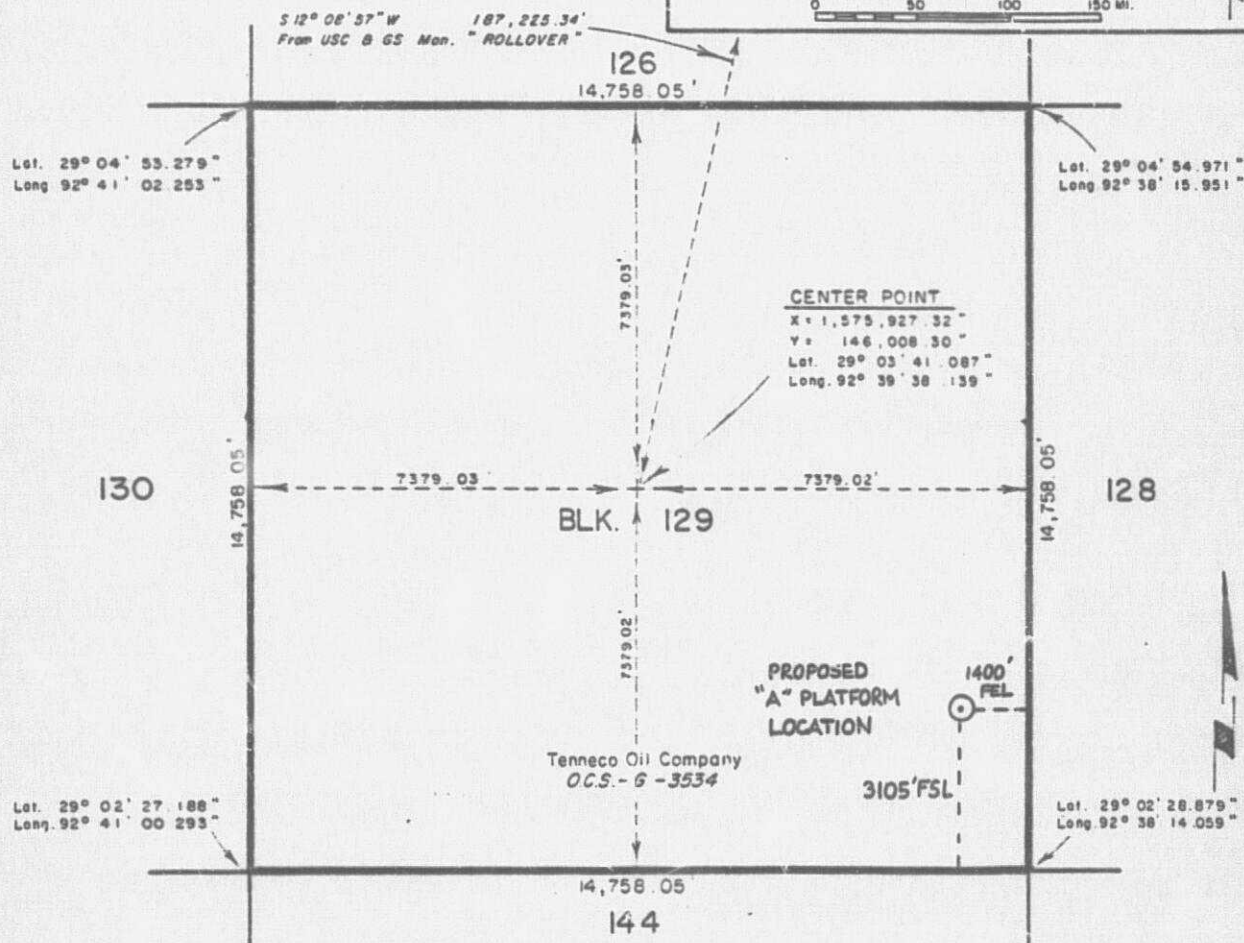 0 50 100 150 MI.
S 12° 08' 57" W 187,225.34'
From USC & GS Mon. "ROLLOVER"
126
14,758.05'
Lat. 29° 04' 53.279"
Long 92° 41' 02.253"
Lat. 29° 04' 54.971"
Long. 92° 38' 15.951"
7379.03'
CENTER POINT
X = 1,575,927.32"
Y = 146,008.30"
Lat. 29° 03' 41.087"
Long. 92° 39' 38.139"
14,758.05'
130
7379.03
7379.02'
14,758.05'
128
BLK. 129
7379.02'
PROPOSED
"A" PLATFORM
LOCATION
1400'
FEL
Tenneco Oil Company
O.C.S.-G-3534
3105' FSL
Lat. 29° 02' 27.188"
Long. 92° 41' 00.293"
Lat. 29° 02' 28.879"
Long. 92° 38' 14.059"
14,758.05'
144